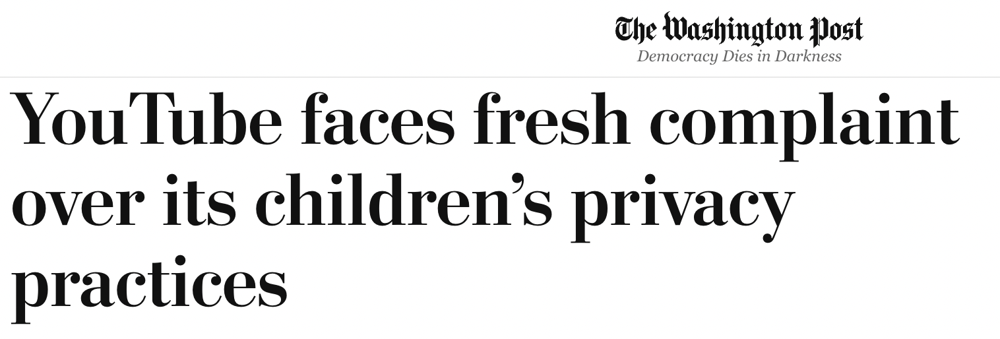 The Washington Post
Democracy Dies in Darkness
YouTube faces fresh complaint
over its children’s privacy
practices